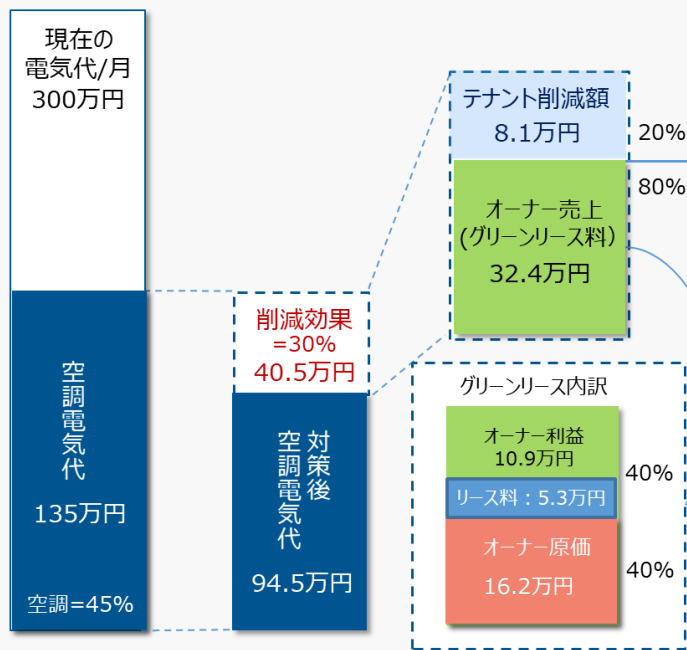 現在の
電気代/月
300万円
空調電気代
135万円
空調=45%
削減効果
=30%
40.5万円
対策後
空調電気代
94.5万円
テナント削減額
8.1万円
20%
80%
オーナー売上
(グリーンリース料)
32.4万円
グリーンリース内訳
オーナー利益
10.9万円
リース料：5.3万円
40%
オーナー原価
16.2万円
40%